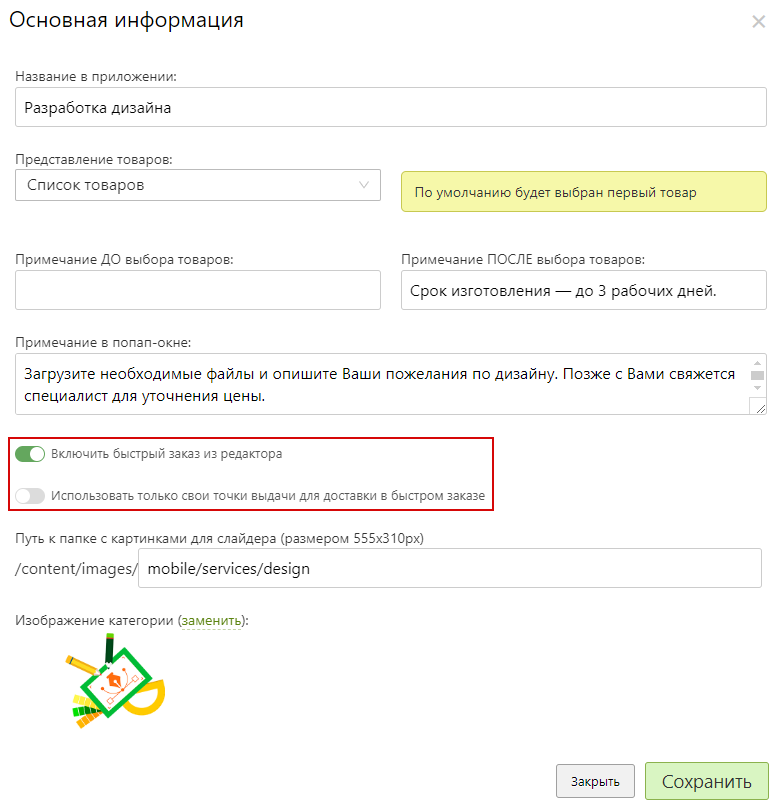 Основная информация
Название в приложении:
Разработка дизайна
Представление товаров:
Список товаров
По умолчанию будет выбран первый товар
Примечание ДО выбора товаров:
Примечание ПОСЛЕ выбора товаров:
Срок изготовления — до 3 рабочих дней.
Примечание в попап-окне:
Загрузите необходимые файлы и опишите Ваши пожелания по дизайну. Позже с Вами свяжется
специалист для уточнения цены.
Включить быстрый заказ из редактора
Использовать только свои точки выдачи для доставки в быстром заказе
Путь к папке с картинками для слайдера (размером 555x310px)
/content/images/ mobile/services/design
Изображение категории (заменить):
Закрыть Сохранить